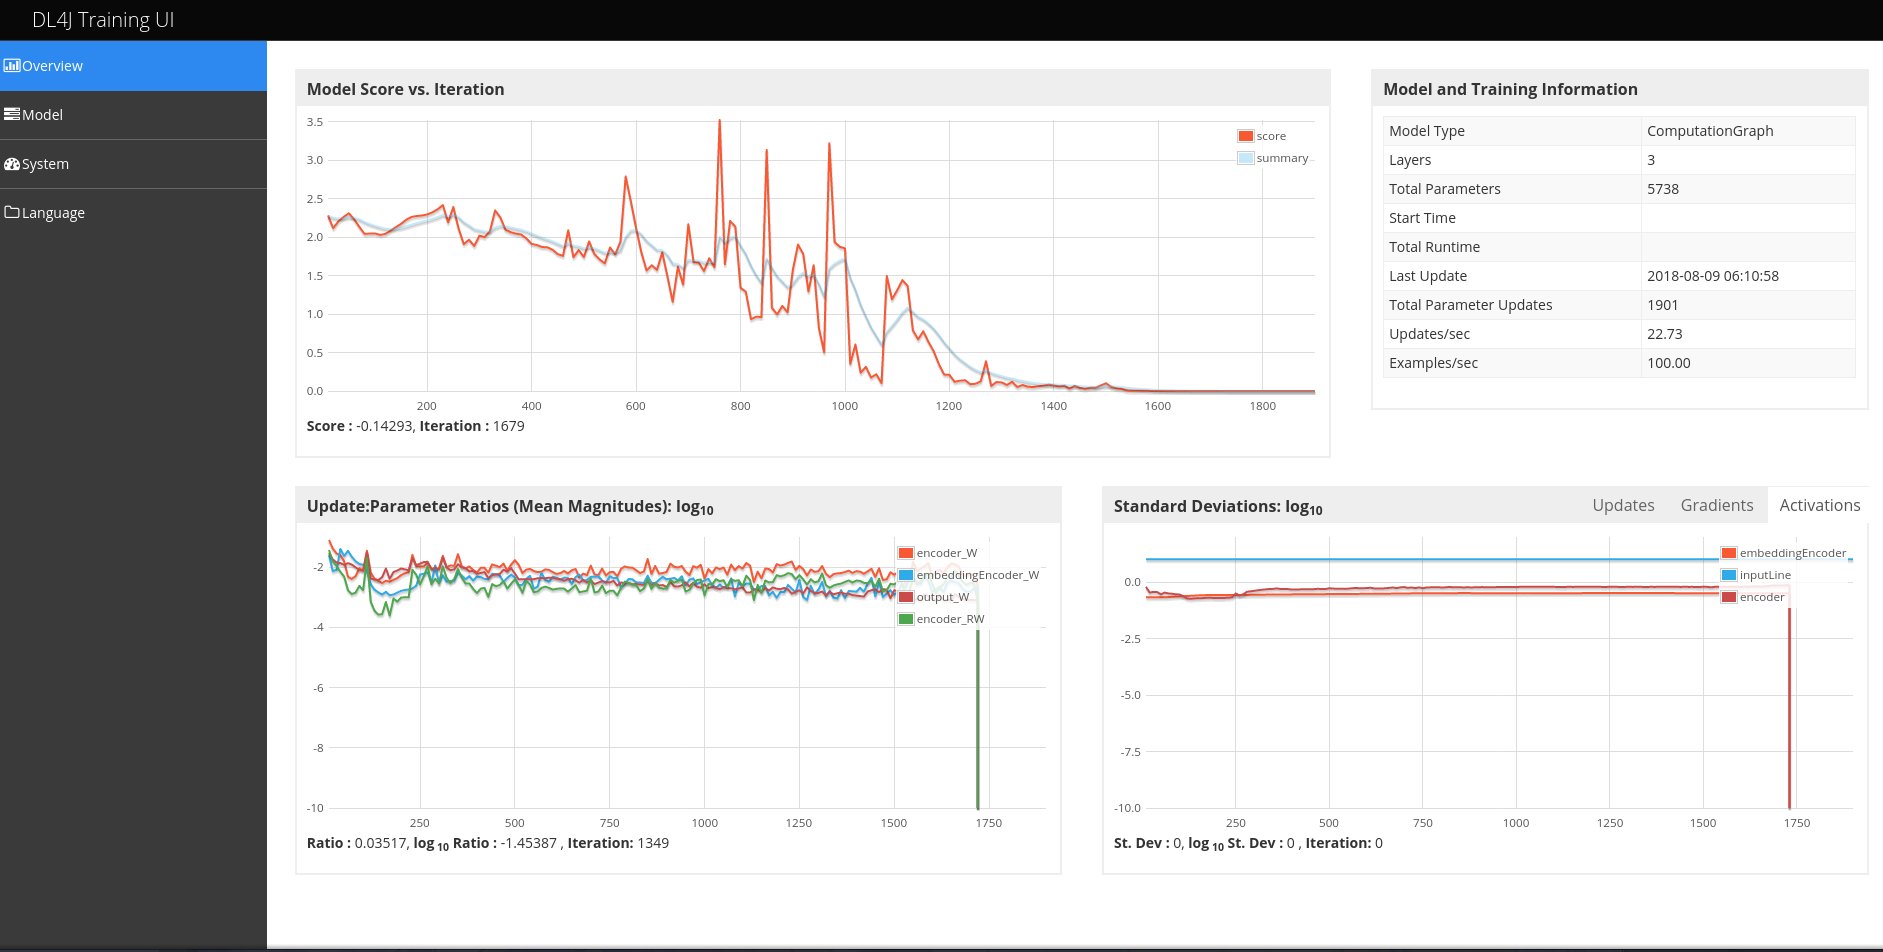 DL4J Training UI
Overview
Model
System
Language
Model Score vs. Iteration
3.5
3.0
2.5
2.0
1.5
1.0
0.5
0.0
score
summary
200 400 600 800 1000 1200 1400 1600 1800
Score : -0.14293, Iteration : 1679
Model and Training Information
Model Type ComputationGraph
Layers 3
Total Parameters 5738
Start Time
Total Runtime
Last Update 2018-08-09 06:10:58
Total Parameter Updates 1901
Updates/sec 22.73
Examples/sec 100.00
Update:Parameter Ratios (Mean Magnitudes): log10
-2
-4
-6
-8
-10
encoder_W
embeddingEncoder_W
output_W
encoder_RW
250 500 750 1000 1250 1500 1750
Ratio : 0.03517, log 10 Ratio : -1.45387 , Iteration: 1349
Standard Deviations: log10 Updates Gradients Activations
0.0
-2.5
-5.0
-7.5
-10.0
embeddingEncoder
inputLine
encoder
250 500 750 1000 1250 1500 1750
St. Dev : 0, log 10 St. Dev : 0 , Iteration: 0